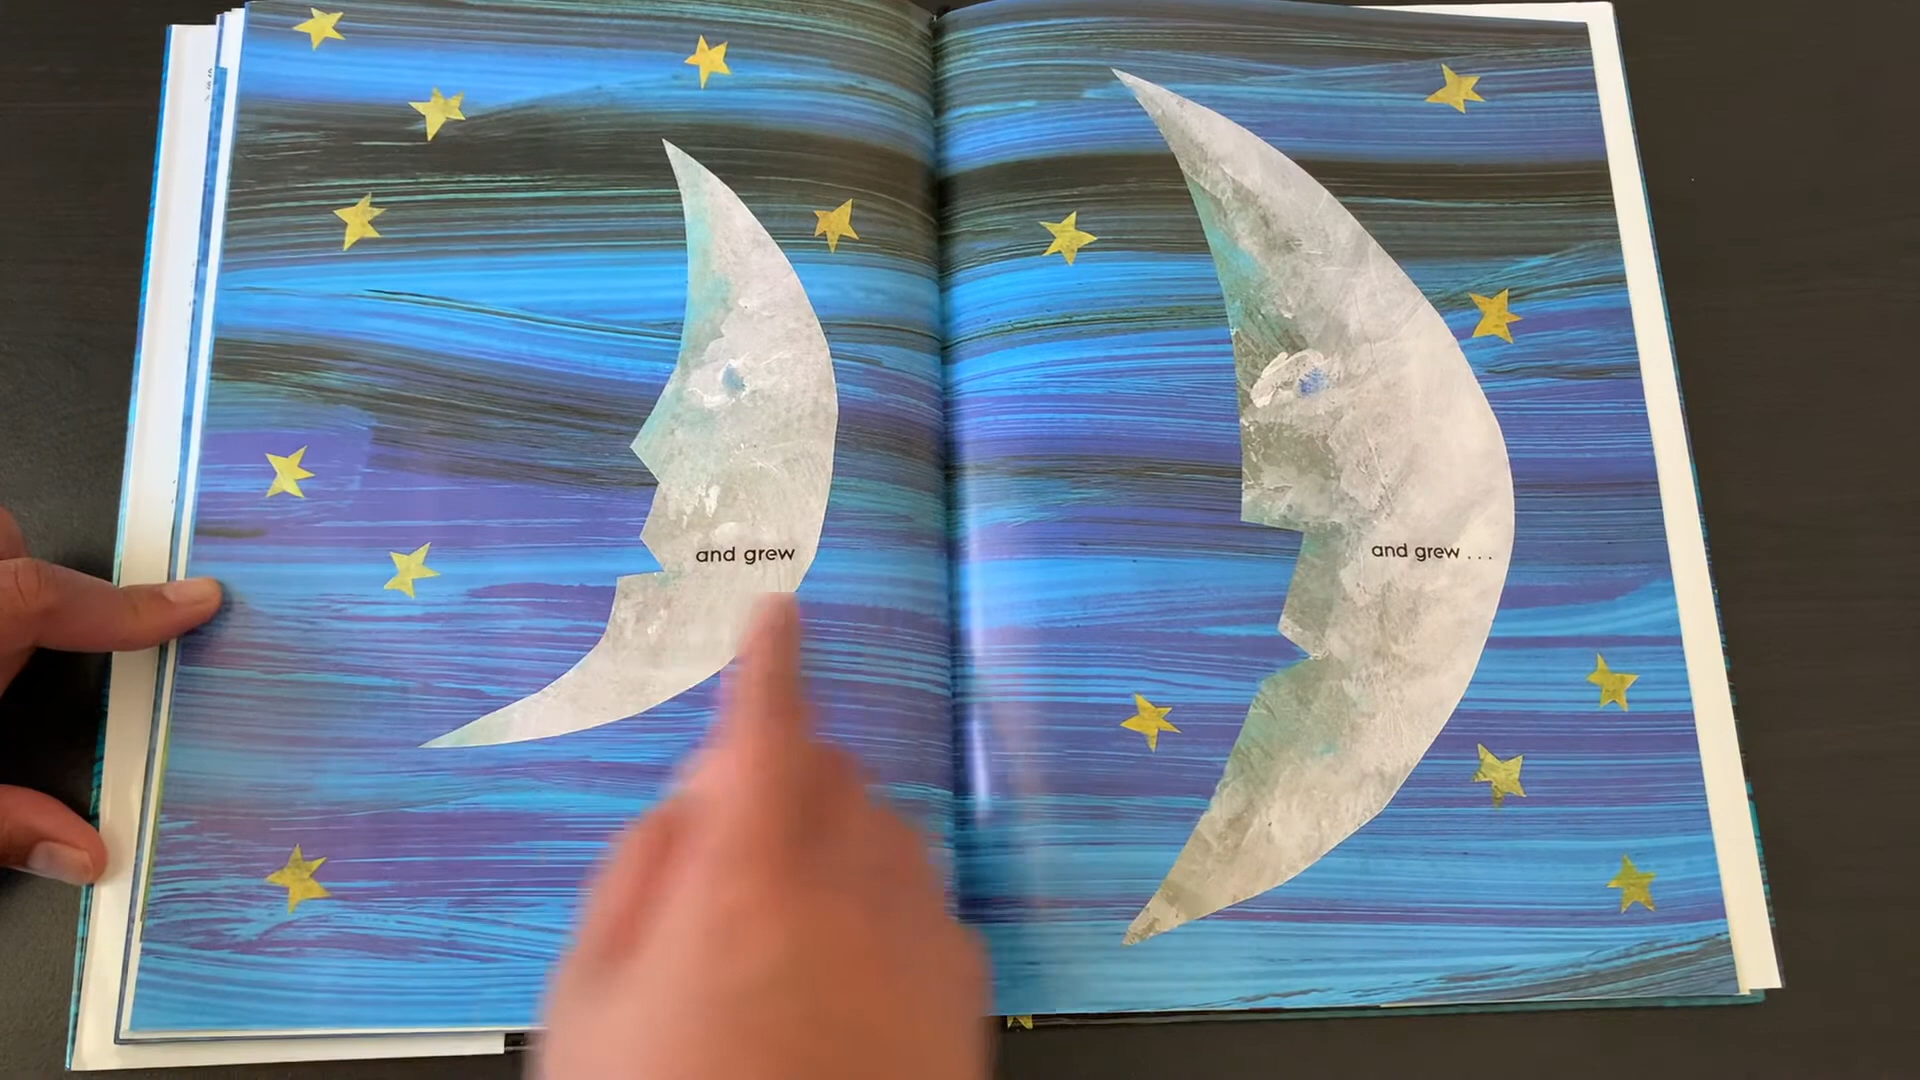 and grew
and grew . . .